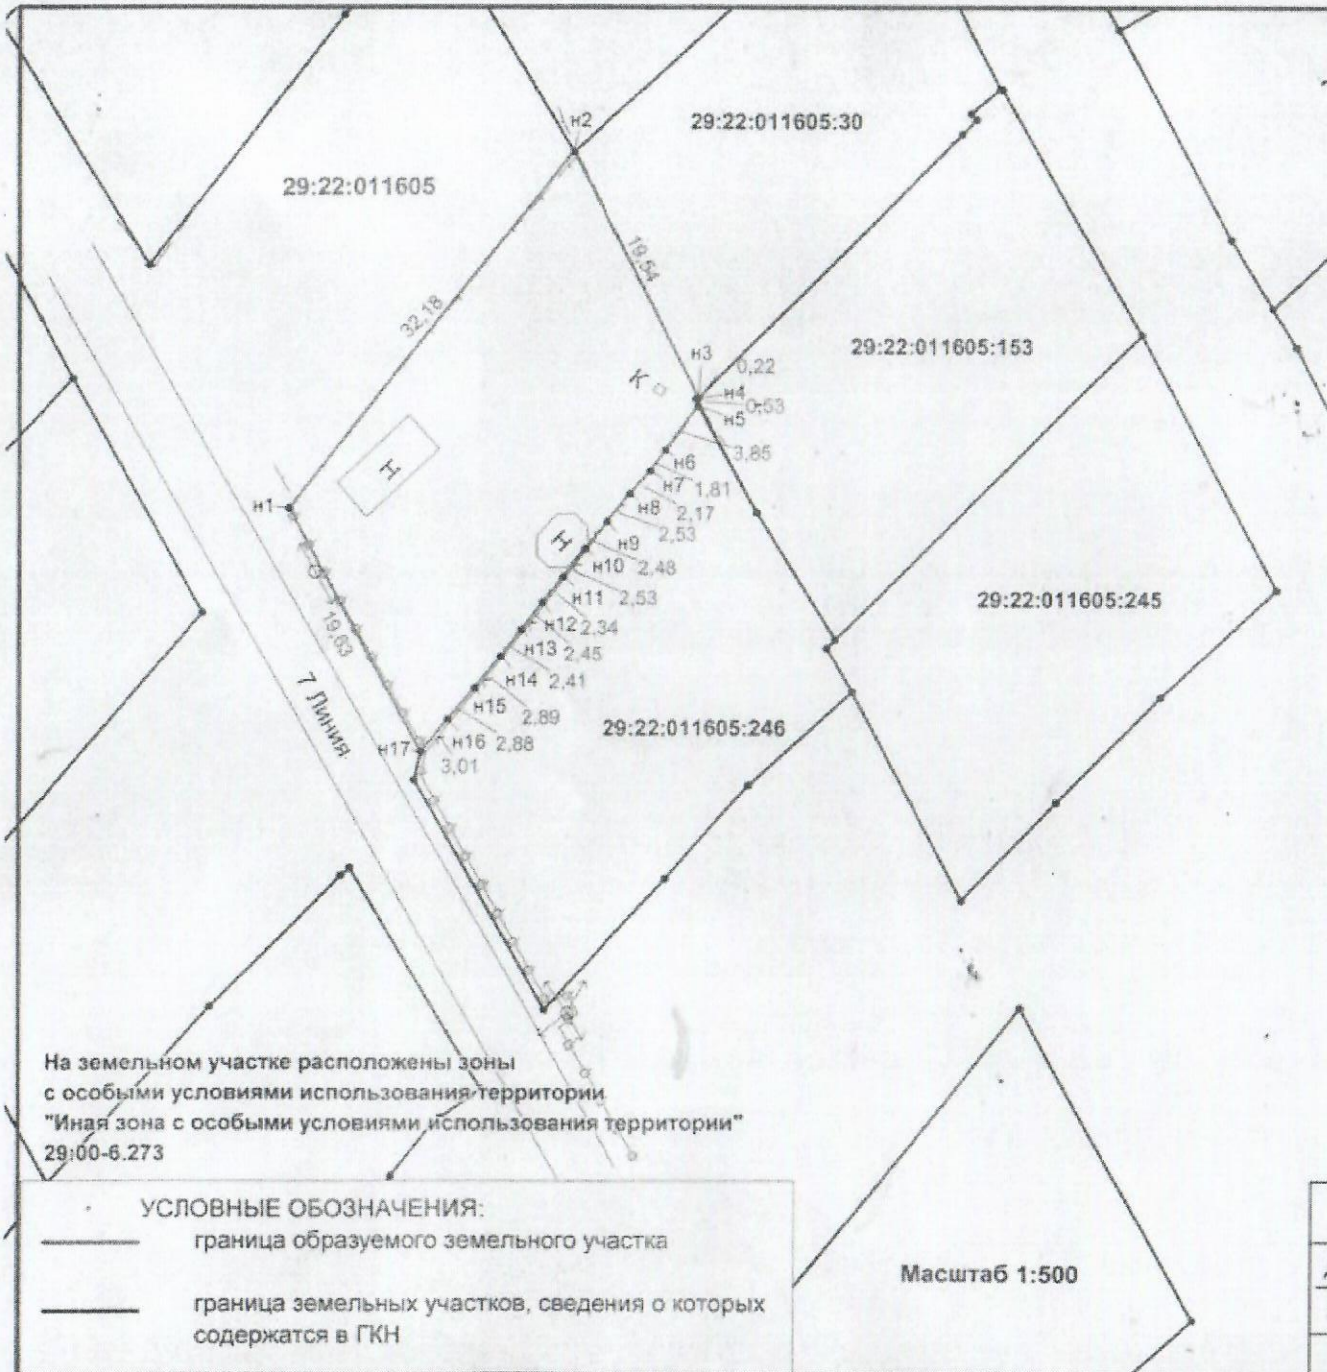 н2
29:22:011605:30
29:22:011605
19,54
32,18
29:22:011605:153
н3
0,22
К
н4
0,53
н5
3,85
н6
Н
1,81
н7
н1
2,17
н8
2,53
н9
Н
2,48
н10
2,53
н11
С
29:22:011605:245
н12
2,34
19,63
н13
2,45
н14
2,41
7 Линия
н15
2,89
29:22:011605:246
н16
2,88
н17
3,01
На земельном участке расположены зоны
с особыми условиями использования территории
"Иная зона с особыми условиями использования территории"
29:00-6.273
УСЛОВНЫЕ ОБОЗНАЧЕНИЯ:
граница образуемого земельного участка
Масштаб 1:500
граница земельных участков, сведения о которых
содержатся в ГКН